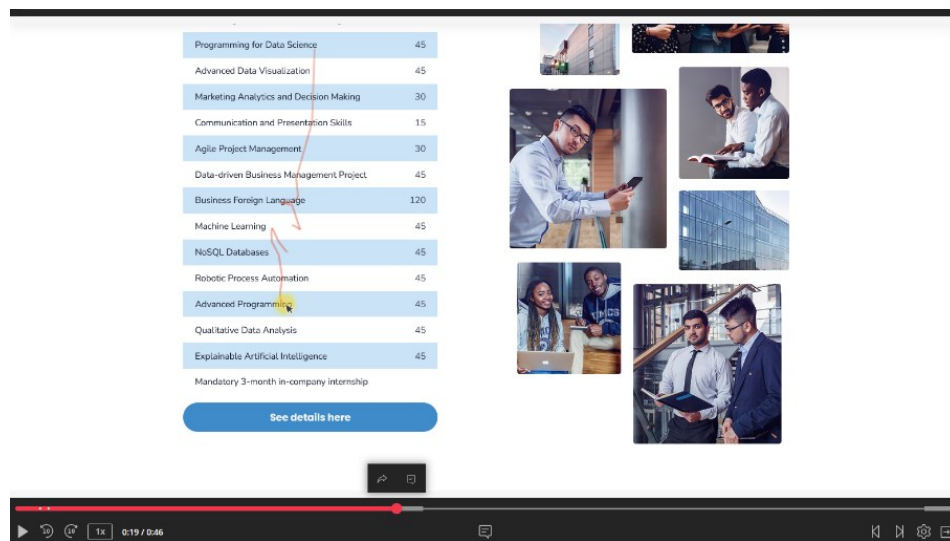 Programming for Data Science 45
Advanced Data Visualization 45
Marketing Analytics and Decision Making 30
Communication and Presentation Skills 15
Agile Project Management 30
Data-driven Business Management Project 45
Business Foreign Language 120
Machine Learning 45
NoSQL Databases 45
Robotic Process Automation 45
Advanced Programming 45
Qualitative Data Analysis 45
Explainable Artificial Intelligence 45
Mandatory 3-month in-company internship
See details here
10 10 1x 0:19 / 0:46